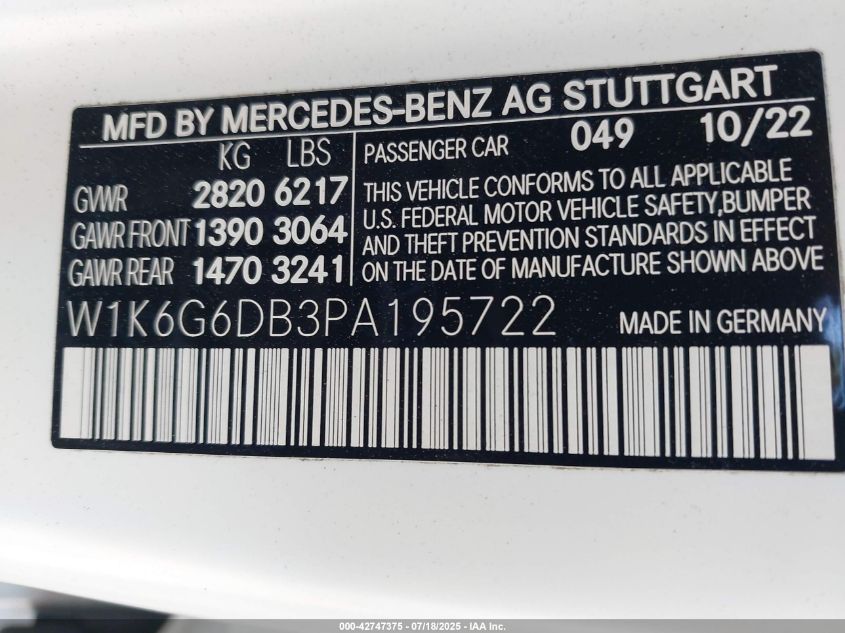 MFD BY MERCEDES-BENZ AG STUTTGART
KG LBS
GVWR 2820 6217
GAWR FRONT 1390 3064
GAWR REAR 1470 3241
PASSENGER CAR 049 10/22
THIS VEHICLE CONFORMS TO ALL APPLICABLE
U.S. FEDERAL MOTOR VEHICLE SAFETY,BUMPER
AND THEFT PREVENTION STANDARDS IN EFFECT
ON THE DATE OF MANUFACTURE SHOWN ABOVE
W1K6G6DB3PA195722 MADE IN GERMANY
000-42747375 | 07/18/2025 - IAA Inc.